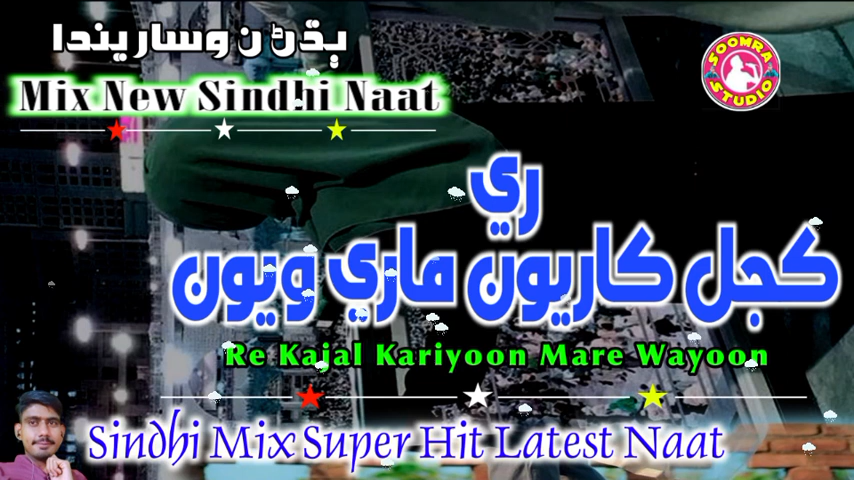 ٻڌڻ ن وساريندا
Mix New Sindhi Naat
SOOMRA STUDIO
ري
ڪجل ڪاريون ماري ويون
Re Kajal Kariyoon Mare Wayoon
Sindhi Mix Super Hit Latest Naat